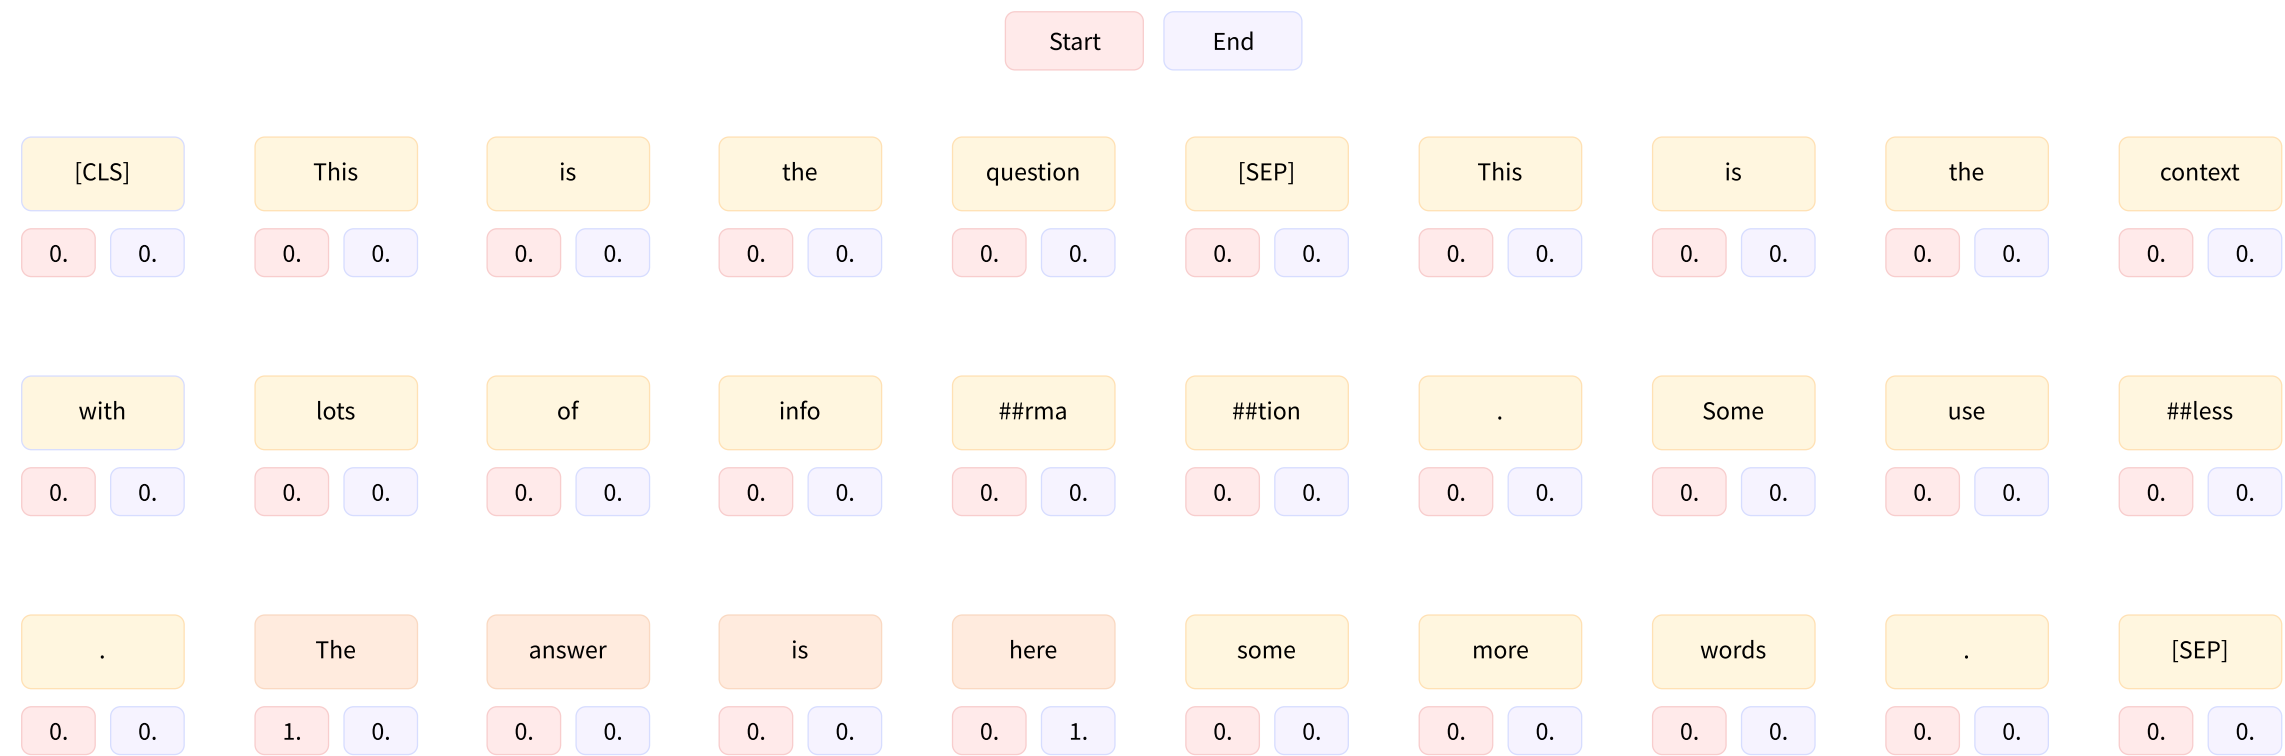 Start End
[CLS] This is the question [SEP] This is the context
0. 0. 0. 0. 0. 0. 0. 0. 0. 0. 0. 0. 0. 0. 0. 0. 0. 0. 0. 0.
with lots of info ##rma ##tion . Some use ##less
0. 0. 0. 0. 0. 0. 0. 0. 0. 0. 0. 0. 0. 0. 0. 0. 0. 0. 0. 0.
. The answer is here some more words . [SEP]
0. 0. 1. 0. 0. 0. 0. 0. 0. 1. 0. 0. 0. 0. 0. 0. 0. 0. 0. 0.